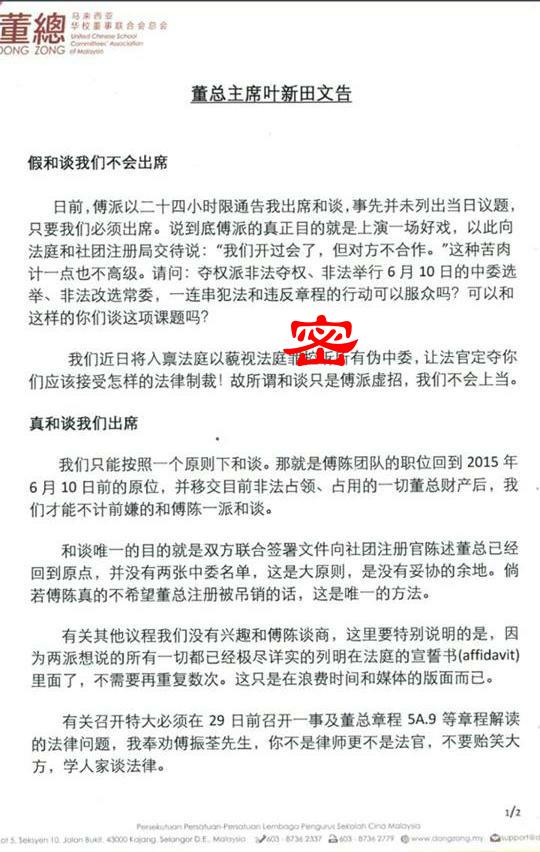 董總
DONG ZONG
马来西亚
华校董事联合会总会
United Chinese School
Committees' Association
of Malaysia
董总主席叶新田文告
假和谈我们不会出席
日前,傅派以二十四小时限通告我出席和谈,事先并未列出当日议题,
只要我们必须出席。说到底傅派的真正目的就是上演一场好戏,以此向
法庭和社团注册局交待说:“我们开过会了,但对方不合作。”这种苦肉
计一点也不高级。请问:夺权派非法夺权、非法举行 6 月 10 日的中委选
举、非法改选常委,一连串犯法和违反章程的行动可以服众吗?可以和
这样的你们谈这项课题吗?
密
我们近日将入禀法庭以藐视法庭所有伪中委,让法官定夺你
们应该接受怎样的法律制裁!故所谓和谈只是傅派虚招,我们不会上当。
真和谈我们出席
我们只能按照一个原则下和谈。那就是傅陈团队的职位回到 2015 年
6 月 10 日前的原位,并移交目前非法占领、占用的一切董总财产后,我
们才能不计前嫌的和傅陈一派和谈。
和谈唯一的目的就是双方联合签署文件向社团注册官陈述董总已经
回到原点,并没有两张中委名单,这是大原则,是没有妥协的余地。倘
若傅陈真的不希望董总注册被吊销的话,这是唯一的方法。
有关其他议程我们没有兴趣和傅陈谈商,这里要特别说明的是,因
为两派想说的所有一切都已经极尽详实的列明在法庭的宣誓书(affidavit)
里面了,不需要再重复数次。这只是在浪费时间和媒体的版面而已。
有关召开特大必须在 29 日前召开一事及董总章程 5A.9 等章程解读
的法律问题,我奉劝傅振荃先生,你不是律师更不是法官,不要贻笑大
方,学人家谈法律。
1/2
Persekutuan Persatuan-Persatuan Lembaga Pengurus Sekolah Cina Malaysia
ot 5, Seksyen 10, Jalan Bukit, 43000 Kajang, Selangor D.E., Malaysia 603-8736 2337 603-8736 2779 www.dongzong.my support@d